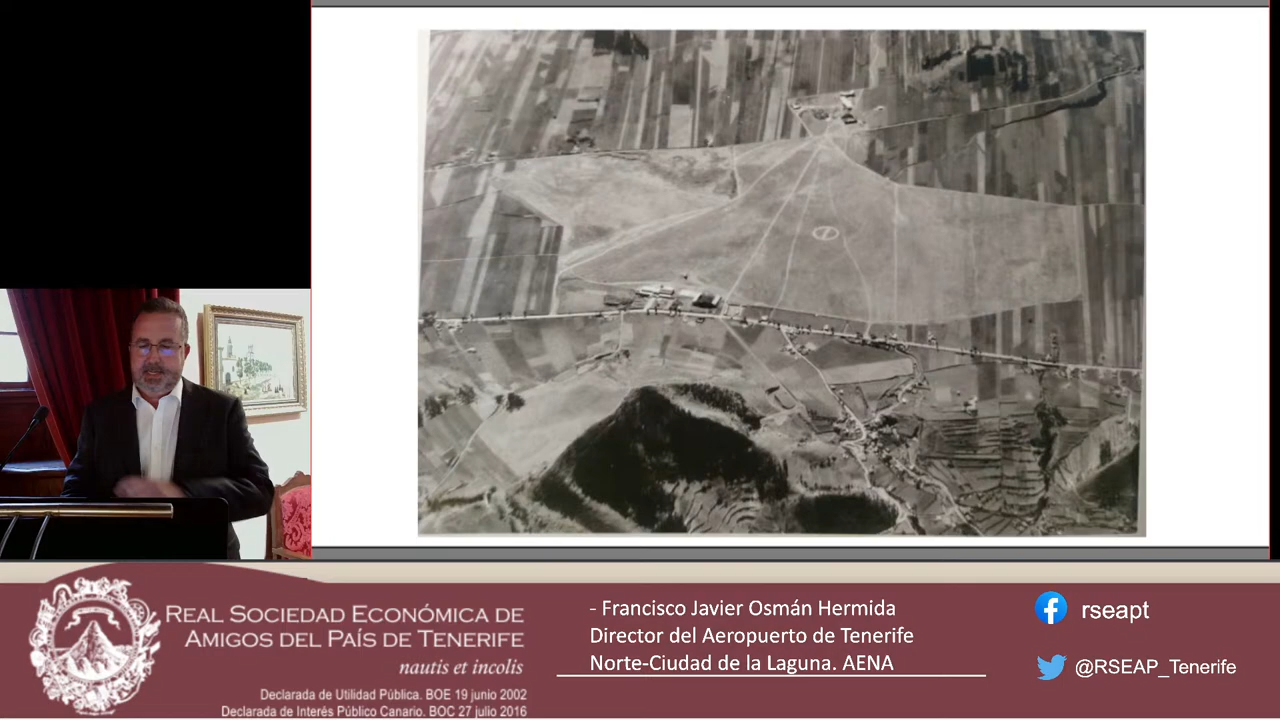 REAL SOCIEDAD ECONÓMICA DE
AMIGOS DEL PAÍS DE TENERIFE
nautis et incolis
Declarada de Utilidad Pública. BOE 19 junio 2002
Declarada de Interés Público Canario. BOC 27 julio 2016
- Francisco Javier Osmán Hermida
Director del Aeropuerto de Tenerife
Norte-Ciudad de la Laguna. AENA
rseapt
@RSEAP_Tenerife